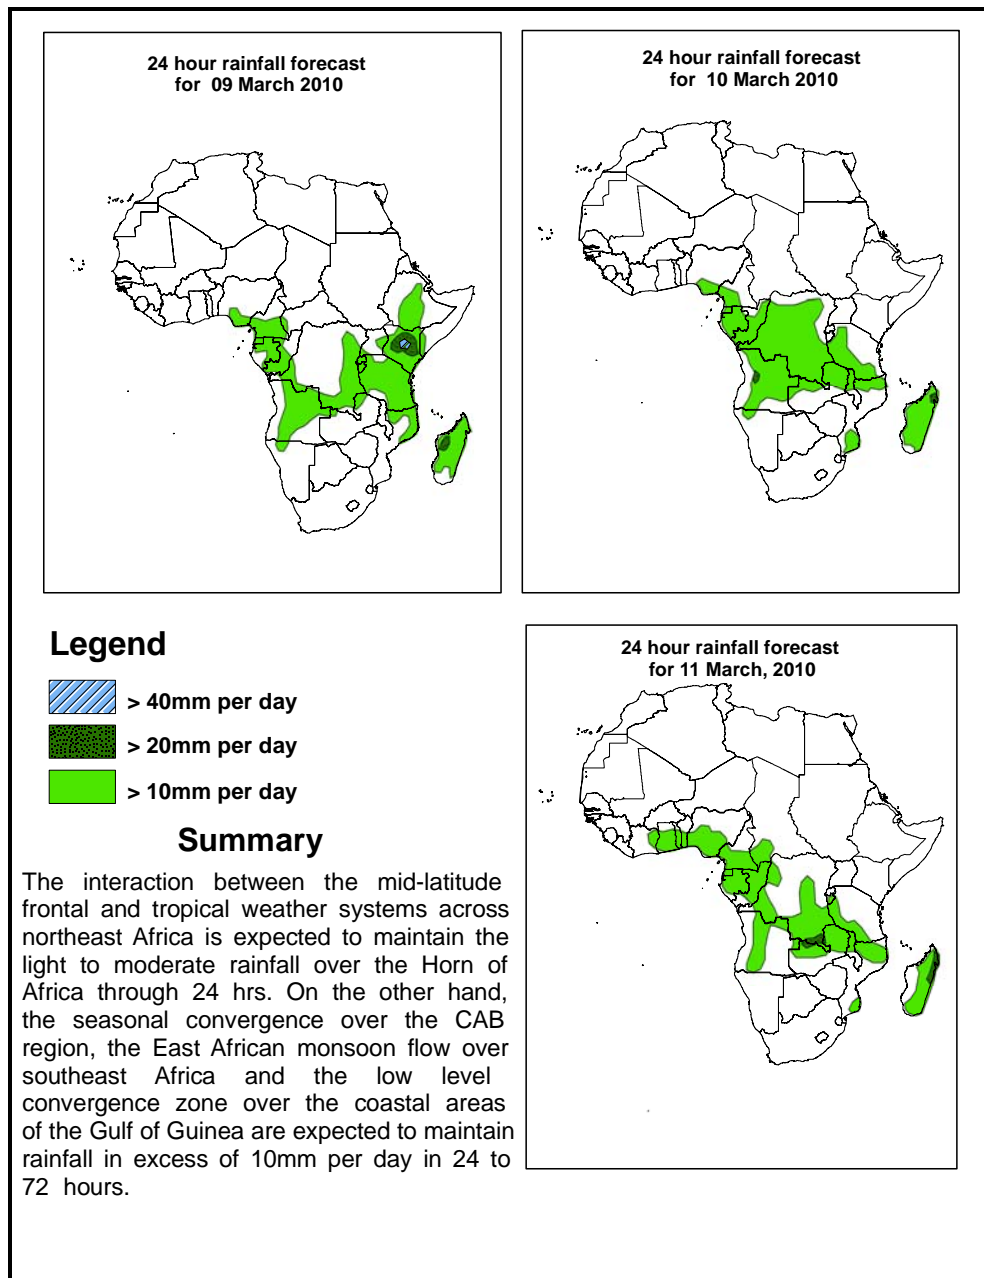 24 hour rainfall forecast
for 09 March 2010
24 hour rainfall forecast
for 10 March 2010
Legend
> 40mm per day
> 20mm per day
> 10mm per day
24 hour rainfall forecast
for 11 March, 2010
Summary
The interaction between the mid-latitude
frontal and tropical weather systems across
northeast Africa is expected to maintain the
light to moderate rainfall over the Horn of
Africa through 24 hrs. On the other hand,
the seasonal convergence over the CAB
region, the East African monsoon flow over
southeast Africa and the low level
convergence zone over the coastal areas
of the Gulf of Guinea are expected to maintain
rainfall in excess of 10mm per day in 24 to
72 hours.